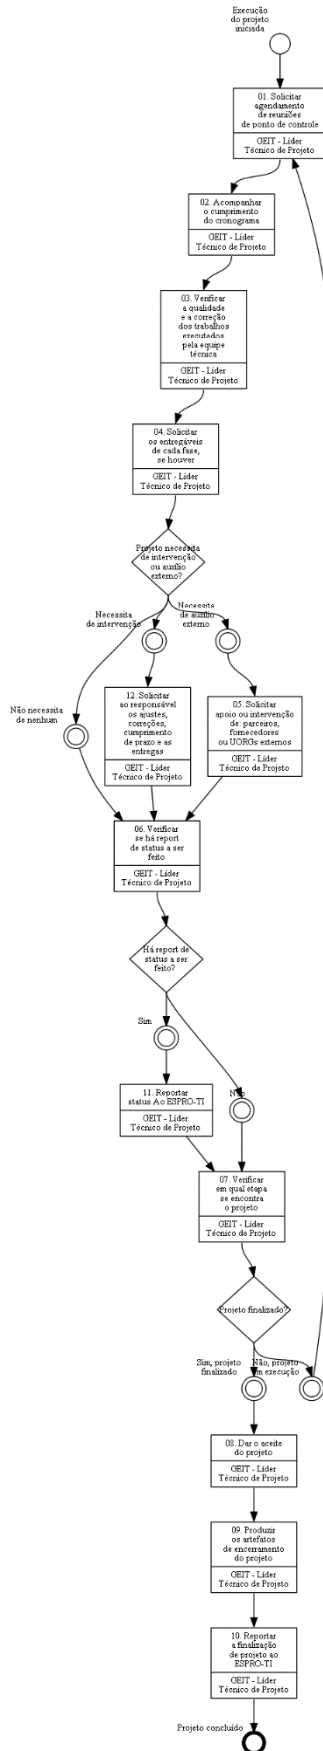 Execução
do projeto
iniciada
01. Solicitar
agendamento
de reuniões
de ponto de controle
GEIT - Líder
Técnico de Projeto
02. Acompanhar
o cumprimento
do cronograma
GEIT - Líder
Técnico de Projeto
03. Verificar
a qualidade
e a correção
dos trabalhos
executados
pela equipe
técnica
GEIT - Líder
Técnico de Projeto
04. Solicitar
os entregáveis
de cada fase,
se houver
GEIT - Líder
Técnico de Projeto
Projeto necessita
de intervenção
ou auxílio
externo?
Necessita
de intervenção
Necessita
de auxílio
externo
Não necessita
de nenhum
12. Solicitar
ao responsável
os ajustes,
correções,
cumprimento
de prazo e as
entregas
GEIT - Líder
Técnico de Projeto
05. Solicitar
apoio ou intervenção
de: parceiros,
fornecedores
ou UORGs externos
GEIT - Líder
Técnico de Projeto
06. Verificar
se há report
de status a ser
feito
GEIT - Líder
Técnico de Projeto
Há report de
status a ser
feito?
Sim
Não
11. Reportar
status Ao ESPRO-TI
GEIT - Líder
Técnico de Projeto
07. Verificar
em qual etapa
se encontra
o projeto
GEIT - Líder
Técnico de Projeto
Projeto finalizado?
Sim, projeto
finalizado
Não, projeto
em execução
08. Dar o aceite
do projeto
GEIT - Líder
Técnico de Projeto
09. Produzir
os artefatos
de encerramento
do projeto
GEIT - Líder
Técnico de Projeto
10. Reportar
a finalização
de projeto ao
ESPRO-TI
GEIT - Líder
Técnico de Projeto
Projeto concluído